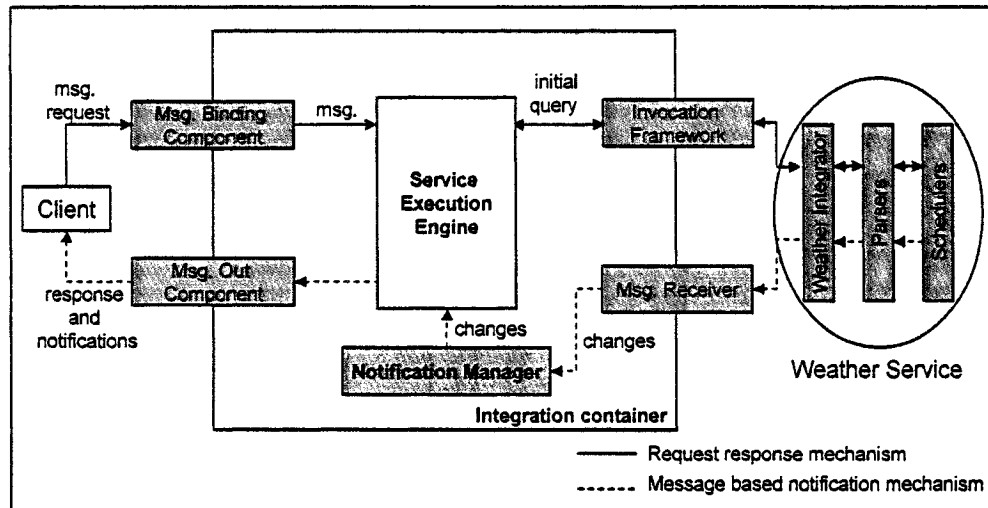 msg.
request
Msg. Binding
Component
msg.
initial
query
Invocation
Framework
Client
Service
Execution
Engine
Weather Integrator
Parsers
Schedulers
Msg. Out
Component
response
and
notifications
Msg. Receiver
changes
changes
Notification Manager
Weather Service
Integration container
Request response mechanism
Message based notification mechanism